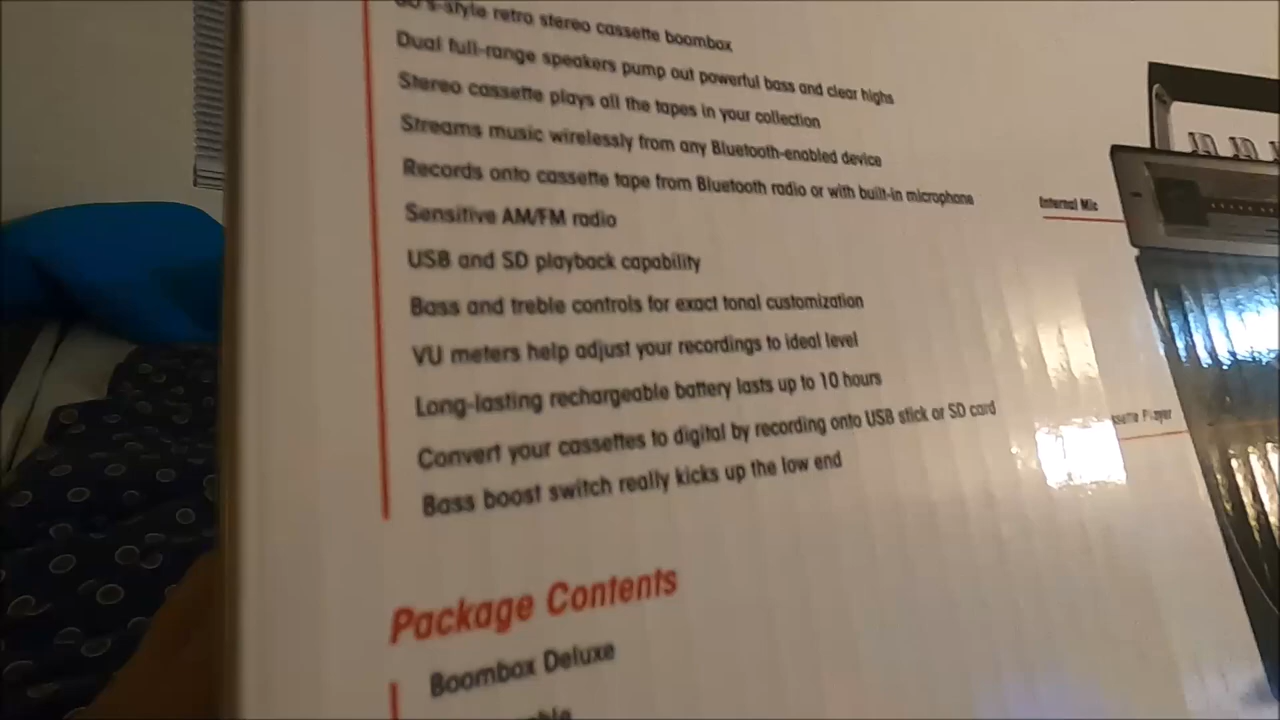 80's-style retro stereo cassette boombox
Dual full-range speakers pump out powerful bass and clear highs
Stereo cassette plays all the tapes in your collection
Streams music wirelessly from any Bluetooth-enabled device
Records onto cassette tape from Bluetooth radio or with built-in microphone
Internal Mic
Sensitive AM/FM radio
USB and SD playback capability
Bass and treble controls for exact tonal customization
VU meters help adjust your recordings to ideal level
Long-lasting rechargeable battery lasts up to 10 hours
Convert your cassettes to digital by recording onto USB stick or SD card
Player
Bass boost switch really kicks up the low end
Package Contents
Boombox Deluxe